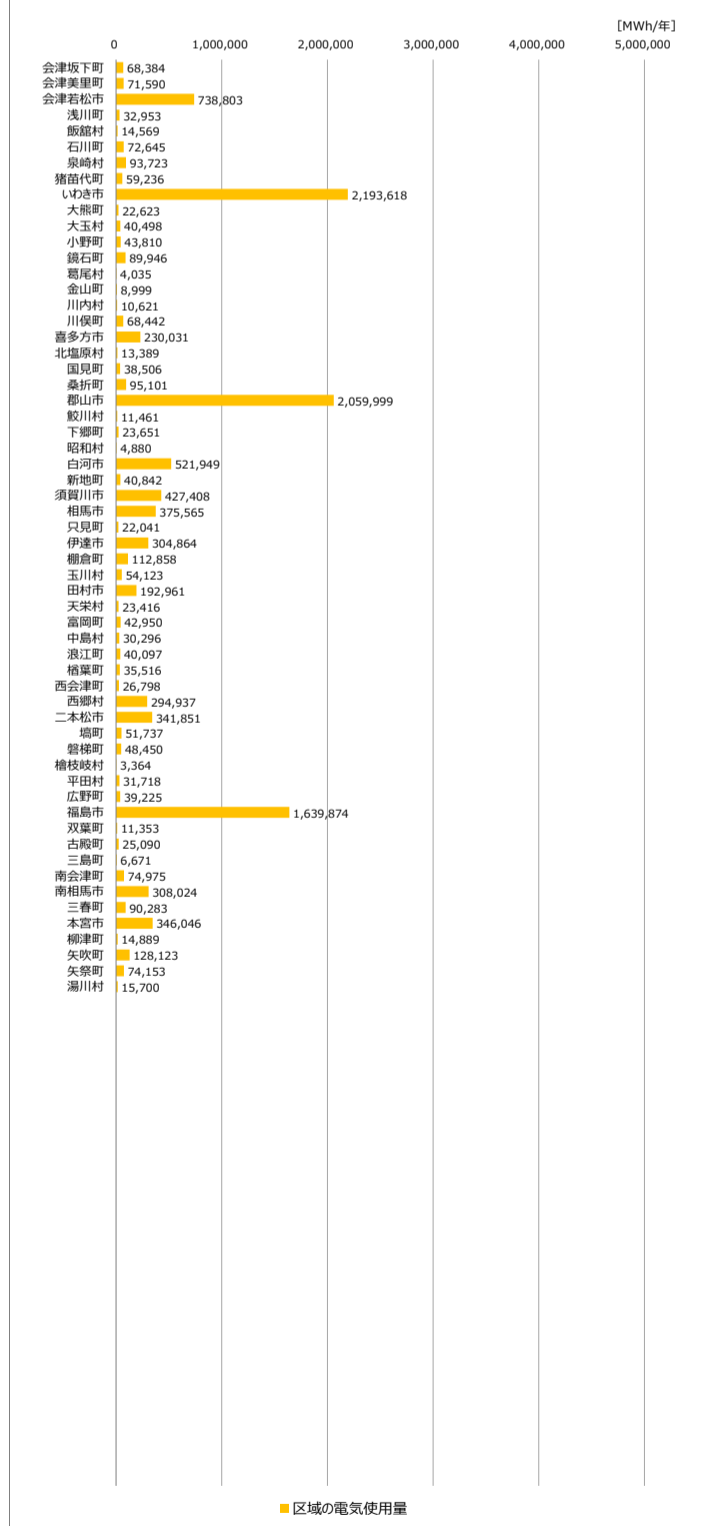 [MWh/年]
0 1,000,000 2,000,000 3,000,000 4,000,000 5,000,000
会津坂下町 68,384
会津美里町 71,590
会津若松市 738,803
浅川町 32,953
飯舘村 14,569
石川町 72,645
泉崎村 93,723
猪苗代町 59,236
いわき市 2,193,618
大熊町 22,623
大玉村 40,498
小野町 43,810
鏡石町 89,946
葛尾村 4,035
金山町 8,999
川内村 10,621
川俣町 68,442
喜多方市 230,031
北塩原村 13,389
国見町 38,506
桑折町 95,101
郡山市 2,059,999
鮫川村 11,461
下郷町 23,651
昭和村 4,880
白河市 521,949
新地町 40,842
須賀川市 427,408
相馬市 375,565
只見町 22,041
伊達市 304,864
棚倉町 112,858
玉川村 54,123
田村市 192,961
天栄村 23,416
富岡町 42,950
中島村 30,296
浪江町 40,097
楢葉町 35,516
西会津町 26,798
西郷村 294,937
二本松市 341,851
塙町 51,737
磐梯町 48,450
檜枝岐村 3,364
平田村 31,718
広野町 39,225
福島市 1,639,874
双葉町 11,353
古殿町 25,090
三島町 6,671
南会津町 74,975
南相馬市 308,024
三春町 90,283
本宮市 346,046
柳津町 14,889
矢吹町 128,123
矢祭町 74,153
湯川村 15,700
区域の電気使用量